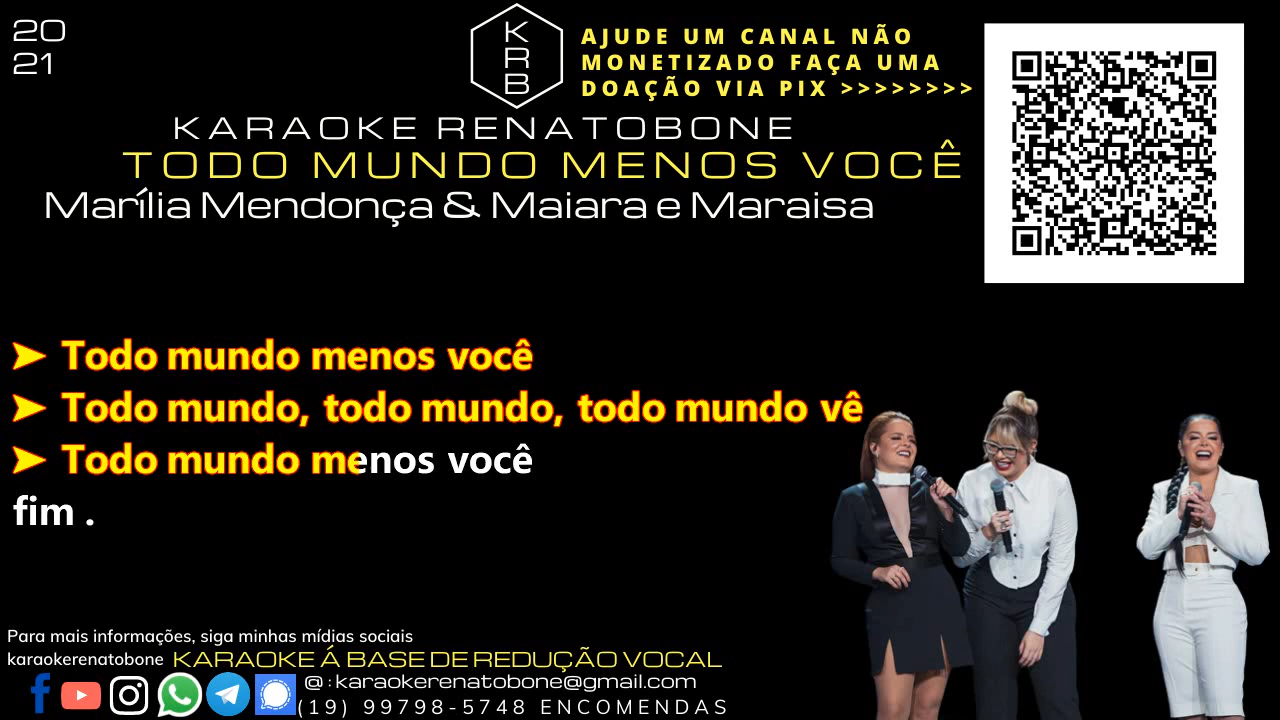 20
21
K
R
B
AJUDE UM CANAL NÃO
MONETIZADO FAÇA UMA
DOAÇÃO VIA PIX >>>>>>>>
KARAOKE RENATOBONE
TODO MUNDO MENOS VOCÊ
Marília Mendonça & Maiara e Maraisa
➤ Todo mundo menos você
➤ Todo mundo, todo mundo, todo mundo vê
➤ Todo mundo menos você
fim .
Para mais informações, siga minhas mídias sociais
karaokerenatobone KARAOKE Á BASE DE REDUÇÃO VOCAL
@:karaokerenatobone@gmail.com
(19) 99798-5748 ENCOMENDAS